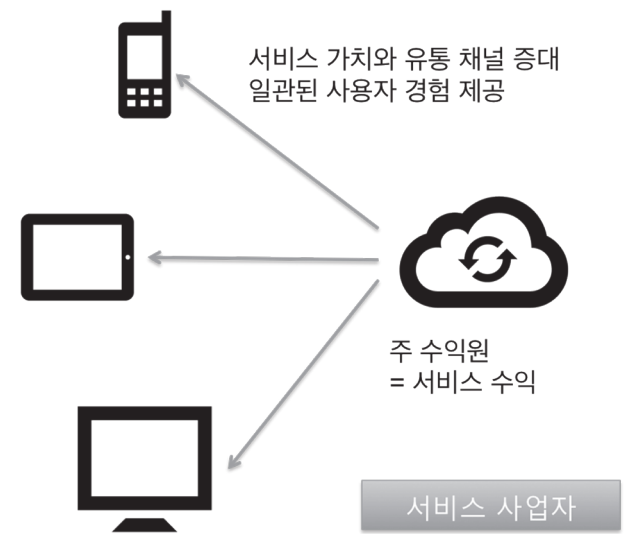 서비스 가치와 유통 채널 증대
일관된 사용자 경험 제공
주 수익원
= 서비스 수익
서비스 사업자